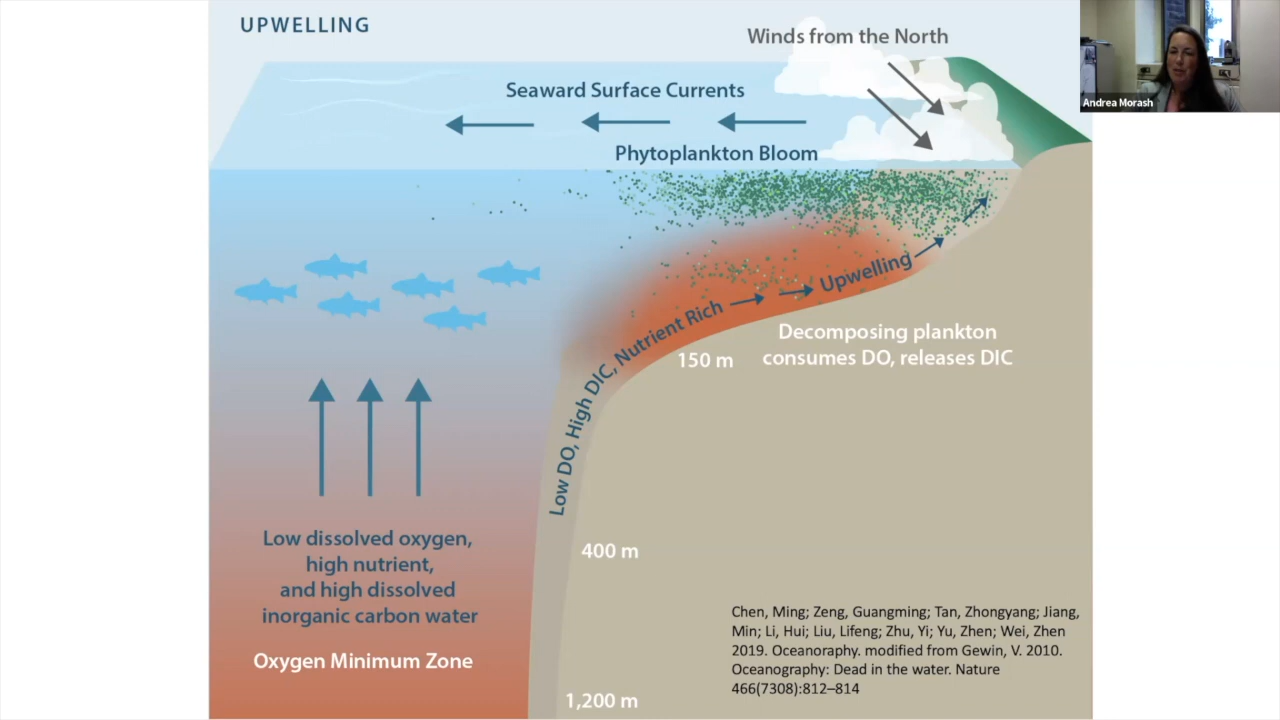 UPWELLING
Winds from the North
Andrea Morash
Seaward Surface Currents
Phytoplankton Bloom
Upwelling
Low DO, High DIC, Nutrient Rich
Decomposing plankton
consumes DO, releases DIC
150 m
Low dissolved oxygen,
high nutrient,
and high dissolved
inorganic carbon water
Oxygen Minimum Zone
400 m
1,200 m
Chen, Ming; Zeng, Guangming; Tan, Zhongyang; Jiang,
Min; Li, Hui; Liu, Lifeng; Zhu, Yi; Yu, Zhen; Wei, Zhen
2019. Oceanoraphy. modified from Gewin, V. 2010.
Oceanography: Dead in the water. Nature
466(7308):812–814